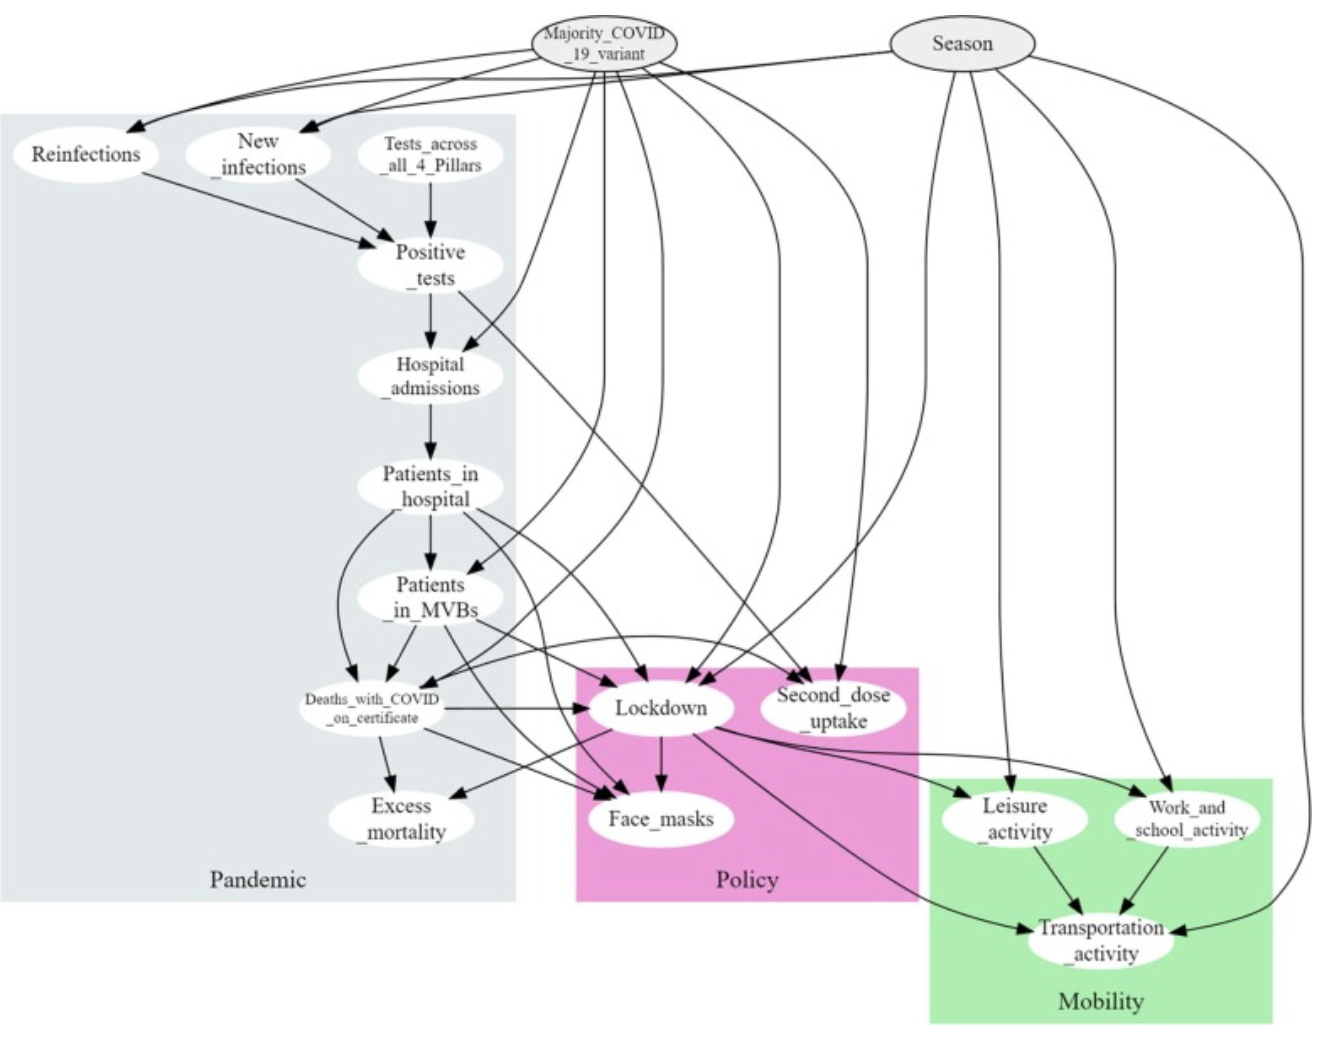 Majority_COVID
_19_variant
Season
Reinfections
New
_infections
Tests_across
_all_4_Pillars
Positive
_tests
Hospital
_admissions
Patients_in
_hospital
Patients
_in_MVBs
Deaths_with_COVID
_on_certificate
Lockdown
Second_dose
_uptake
Excess
_mortality
Face_masks
Leisure
_activity
Work_and
_school_activity
Pandemic
Policy
Transportation
_activity
Mobility